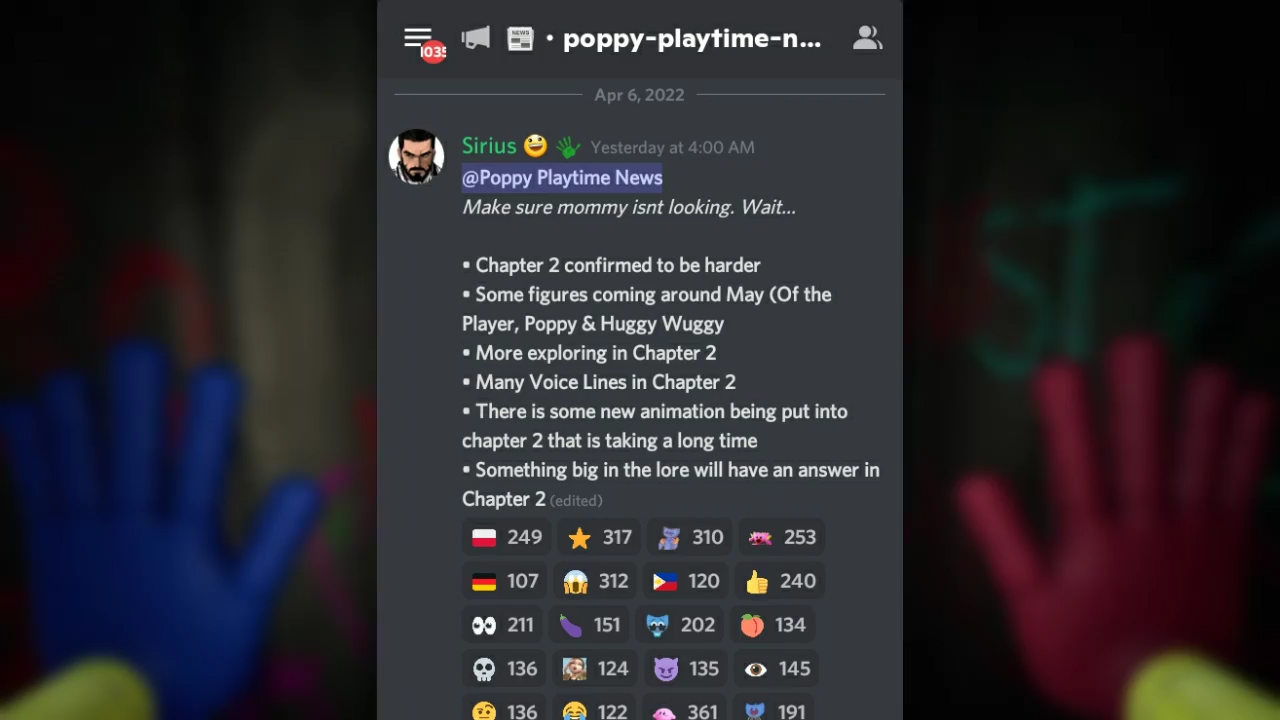 1035
NEWS
• poppy-playtime-n...
Apr 6, 2022
Sirius Yesterday at 4:00 AM
@Poppy Playtime News
Make sure mommy isnt looking. Wait...
▪ Chapter 2 confirmed to be harder
▪ Some figures coming around May (Of the
Player, Poppy & Huggy Wuggy
▪ More exploring in Chapter 2
▪ Many Voice Lines in Chapter 2
▪ There is some new animation being put into
chapter 2 that is taking a long time
▪ Something big in the lore will have an answer in
Chapter 2 (edited)
249 317 310 253
107 312 120 240
211 151 202 134
136 124 135 145
136 122 361 191